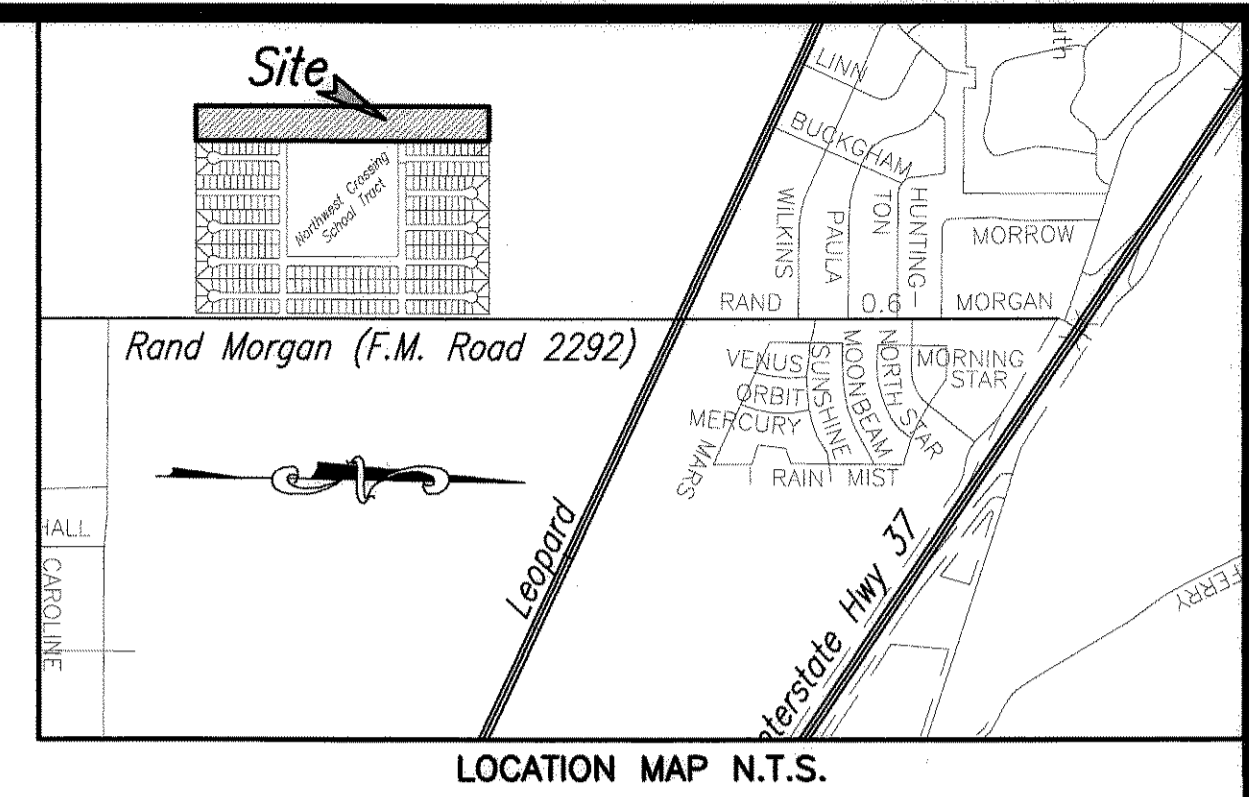 Site
Northwest Crossing
School Tract
LINN
BUCKGHAM
WILKINS
PAULA
TON
HUNTING-
MORROW
RAND
0.6
MORGAN
Rand Morgan (F.M. Road 2292)
VENUS
ORBIT
MERCURY
MARS
SUNSHINE
MOONBEAM
NORTH STAR
MORNING
STAR
RAIN
MIST
Leopard
nterstate Hwy 37
HALL
CAROLINE
FERRY
LOCATION MAP N.T.S.